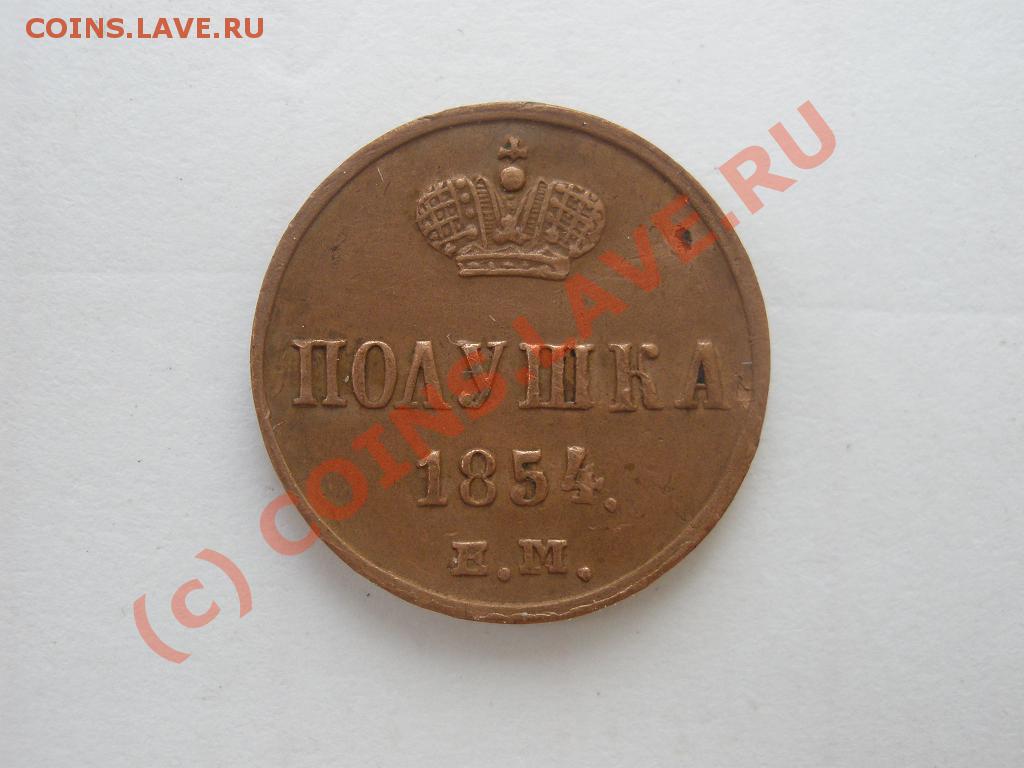 COINS.LAVE.RU
ПОЛУШКА
1854.
Е.М.
(c) COINS.LAVE.RU